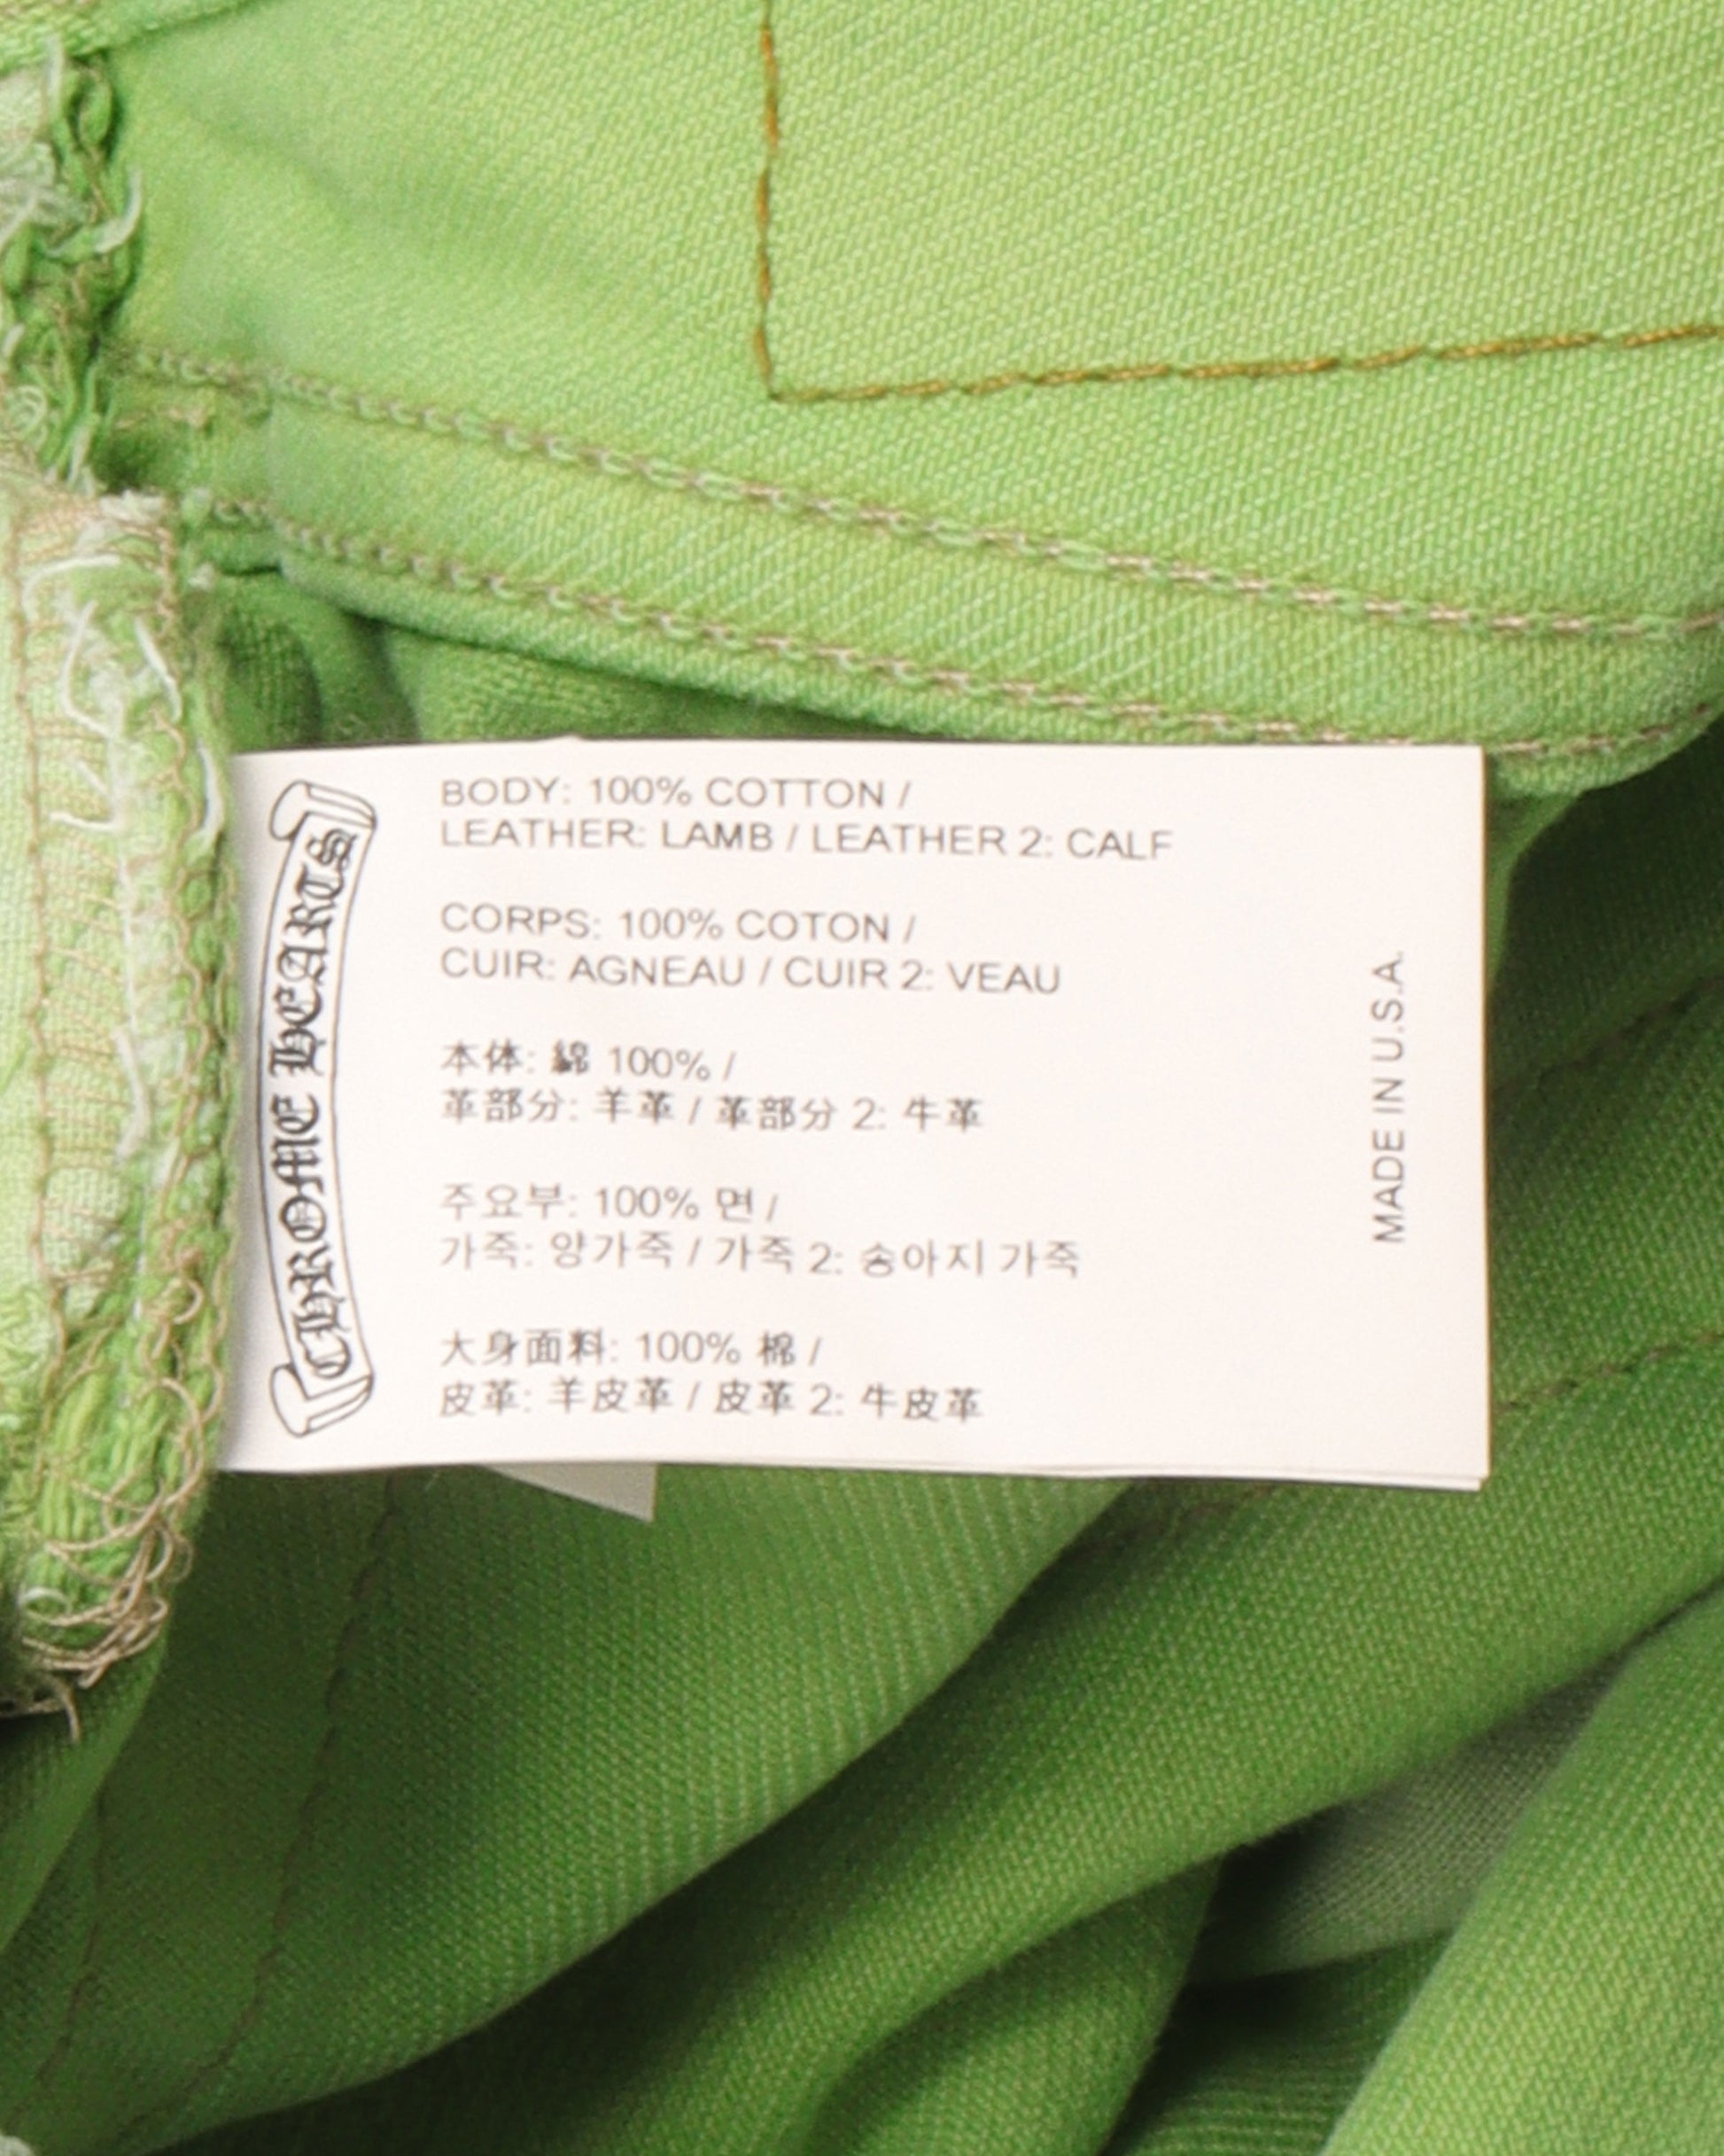 CHROME HEARTS
BODY: 100% COTTON /
LEATHER: LAMB / LEATHER 2: CALF
CORPS: 100% COTON /
CUIR: AGNEAU / CUIR 2: VEAU
本体: 綿 100% /
革部分: 羊革 / 革部分 2: 牛革
주요부: 100% 면 /
가죽: 양가죽 / 가죽 2: 송아지 가죽
大身面料: 100% 棉 /
皮革: 羊皮革 / 皮革 2: 牛皮革
MADE IN U.S.A.